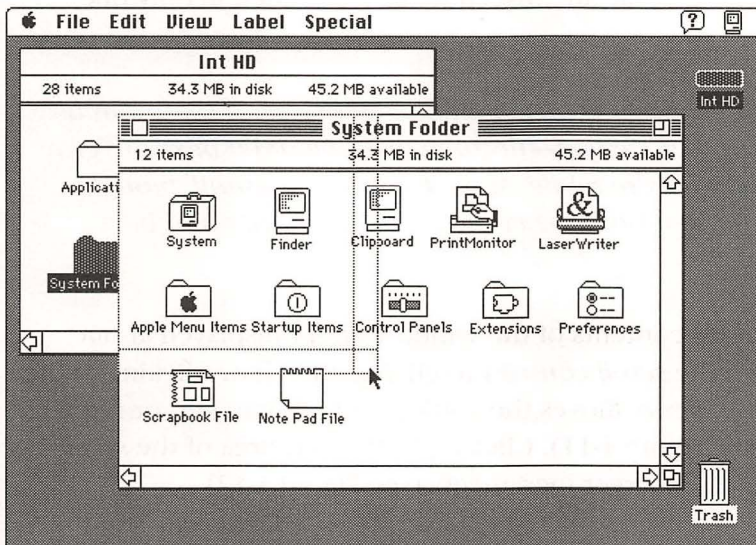 File Edit View Label Special
Int HD
28 items 34.3 MB in disk 45.2 MB available
Int HD
System Folder
12 items 34.3 MB in disk 45.2 MB available
System
Finder
Clipboard
PrintMonitor
LaserWriter
Apple Menu Items
Startup Items
Control Panels
Extensions
Preferences
Scrapbook File
Note Pad File
Trash